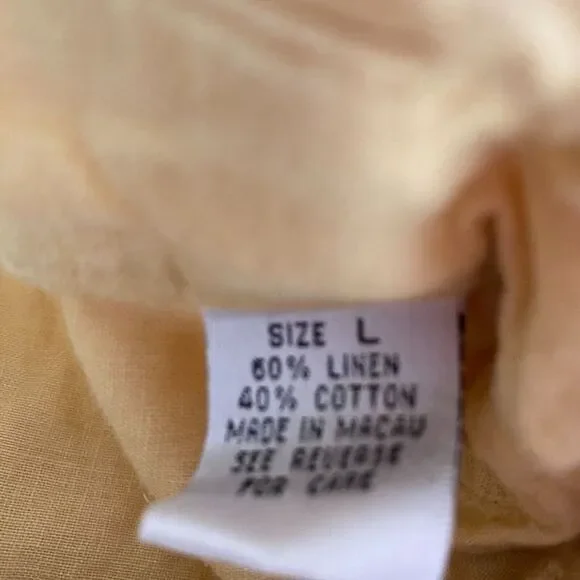 SIZE L
60% LINEN
40% COTTON
MADE IN MACAU
SEE REVERSE
FOR CARE